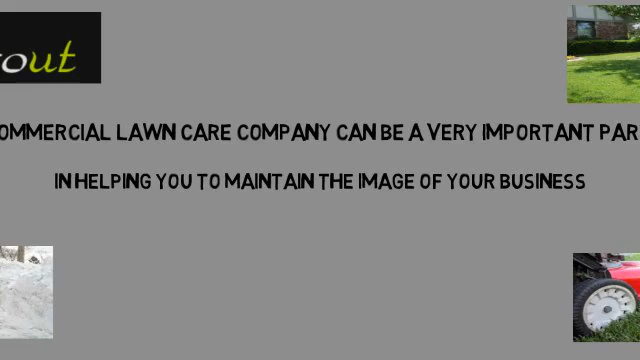 out
OMMERCIAL LAWN CARE COMPANY CAN BE A VERY IMPORTANT PAR
IN HELPING YOU TO MAINTAIN THE IMAGE OF YOUR BUSINESS